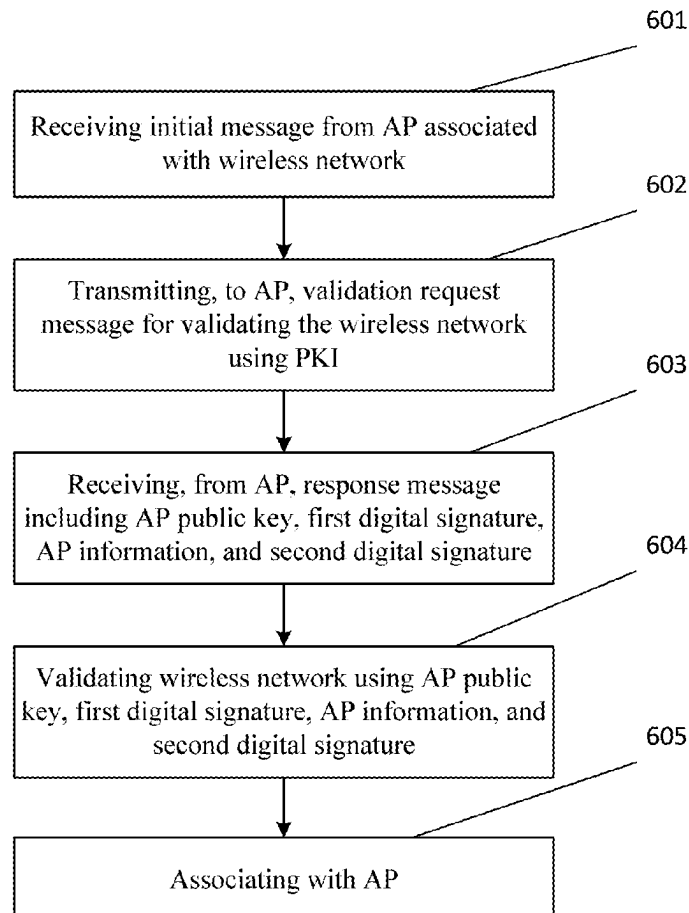 601
Receiving initial message from AP associated
with wireless network
602
Transmitting, to AP, validation request
message for validating the wireless network
using PKI
603
Receiving, from AP, response message
including AP public key, first digital signature,
AP information, and second digital signature
604
Validating wireless network using AP public
key, first digital signature, AP information, and
second digital signature
605
Associating with AP